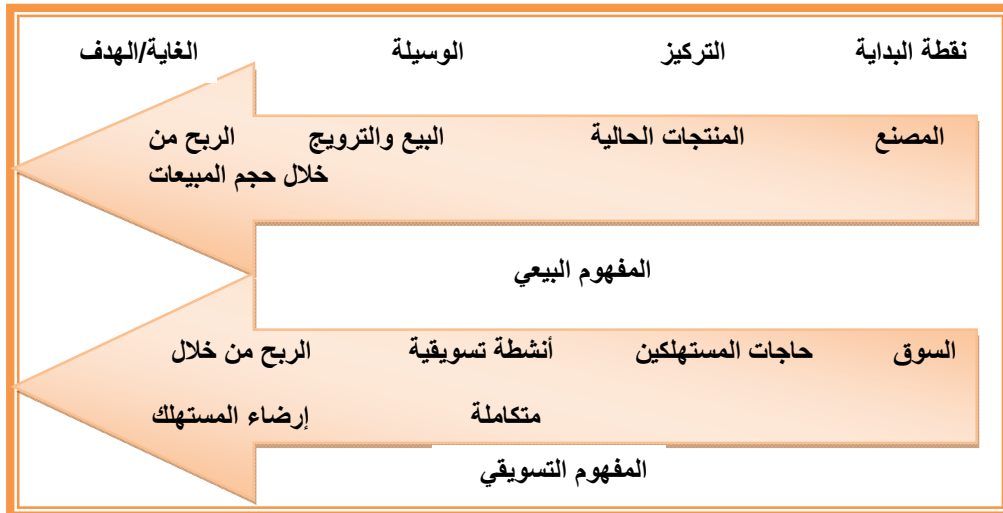 نقطة البداية التركيز الوسيلة الغاية/الهدف
المصنع المنتجات الحالية البيع والترويج الربح من
خلال حجم المبيعات
المفهوم البيعي
السوق حاجات المستهلكين أنشطة تسويقية الربح من خلال
متكاملة إرضاء المستهلك
المفهوم التسويقي